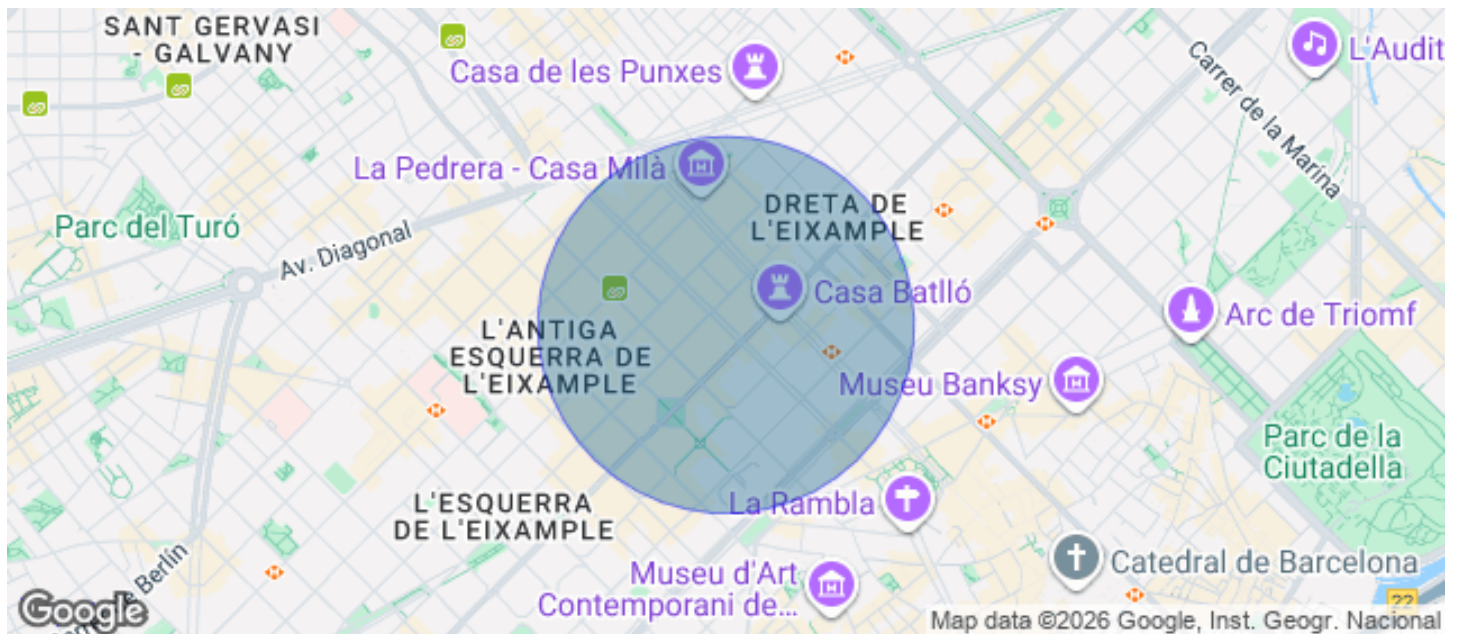 SANT GERVASI
- GALVANY
Casa de les Punxes
L'Audit
Carrer de la Marina
La Pedrera - Casa Milà
DRETA DE
L'EIXAMPLE
Parc del Turó
Av. Diagonal
Casa Batlló
Arc de Triomf
L'ANTIGA
ESQUERRA DE
L'EIXAMPLE
Museu Banksy
Parc de la
Ciutadella
L'ESQUERRA
DE L'EIXAMPLE
La Rambla
Berlín
Museu d'Art
Contemporani de...
Catedral de Barcelona
22
Google
Map data ©2026 Google, Inst. Geogr. Nacional